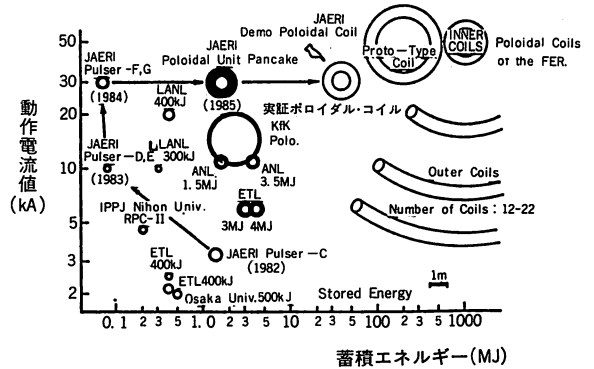 JAERI
Demo Poloidal Coil
JAERI
Poloidal Unit Pancake
Proto-Type
Coil
INNER
COILS
Poloidal Coils
or the FER.
50
JAERI
Pulser-F,G
30
(1984)
LANL
400kJ
(1985)
実証ポロイダル・コイル
20
KfK
Polo.
動作電流値
(kA)
JAERI
Pulser-D,E
(1983)
LANL
300kJ
10
ANL
1.5MJ
ANL
3.5MJ
Outer Coils
ETL
3MJ 4MJ
Number of Coils:12-22
IPPJ Nihon Univ.
RPC-II
5
ETL
400kJ
JAERI Pulser-C
(1982)
3
ETL400kJ
Osaka Univ.500kJ
Stored Energy
1m
2
0.1 2 3 5 1.0 2 3 5 10 2 3 5 100 2 3 5 1000
蓄積エネルギー(MJ)